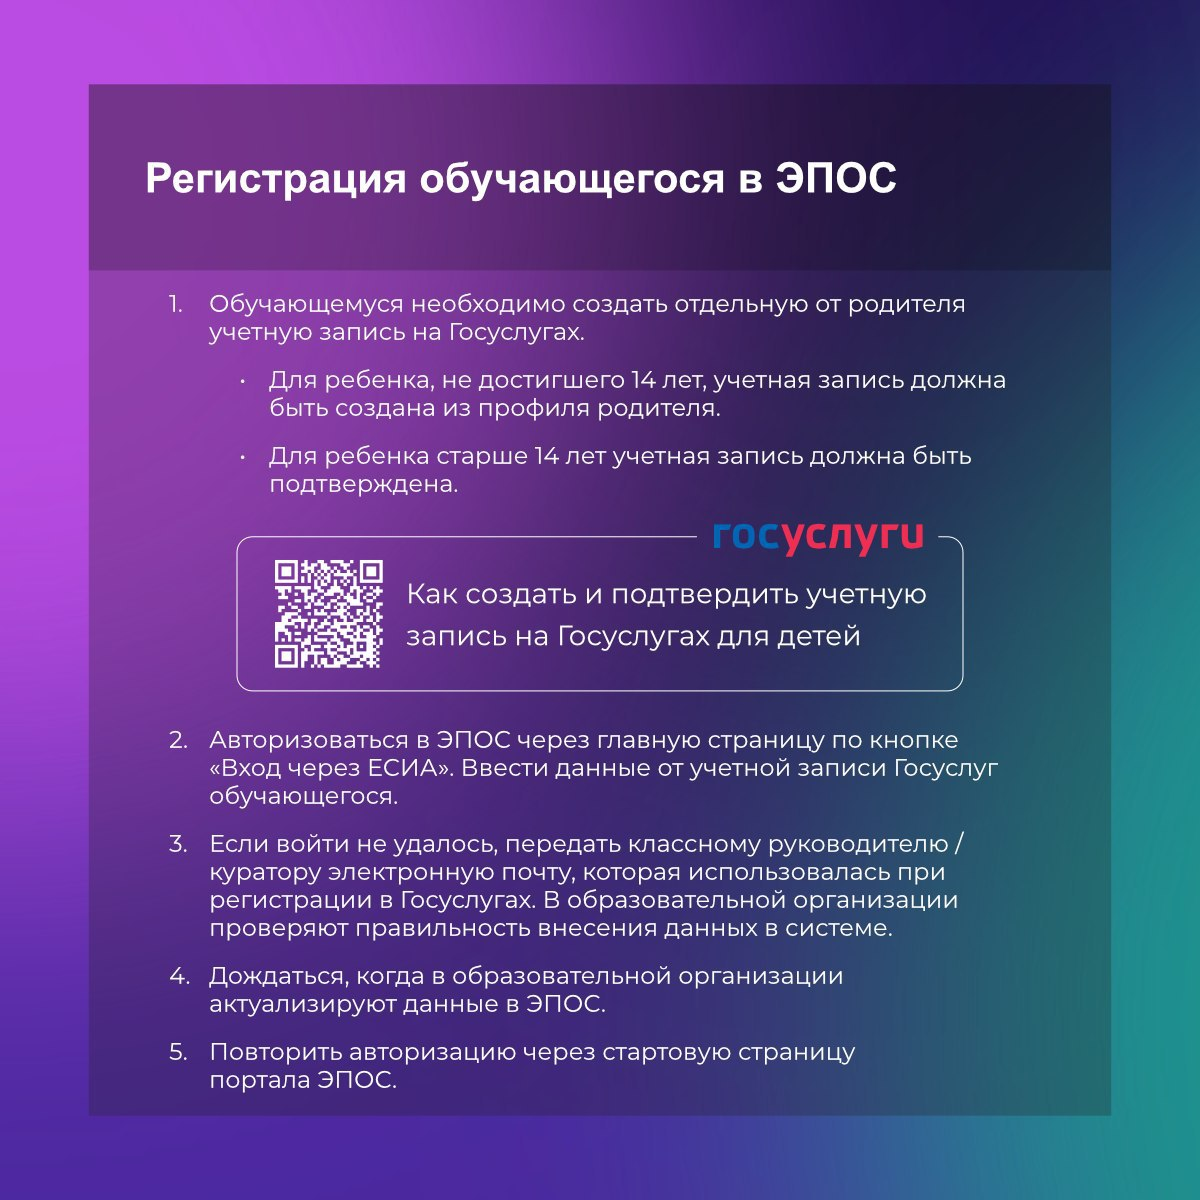 Регистрация обучающегося в ЭПОС
1. Обучающемуся необходимо создать отдельную от родителя
учетную запись на Госуслугах.
• Для ребенка, не достигшего 14 лет, учетная запись должна
быть создана из профиля родителя.
• Для ребенка старше 14 лет учетная запись должна быть
подтверждена.
госуслуги
Как создать и подтвердить учетную
запись на Госуслугах для детей
2. Авторизоваться в ЭПОС через главную страницу по кнопке
«Вход через ЕСИА». Ввести данные от учетной записи Госуслуг
обучающегося.
3. Если войти не удалось, передать классному руководителю /
куратору электронную почту, которая использовалась при
регистрации в Госуслугах. В образовательной организации
проверяют правильность внесения данных в системе.
4. Дождаться, когда в образовательной организации
актуализируют данные в ЭПОС.
5. Повторить авторизацию через стартовую страницу
портала ЭПОС.